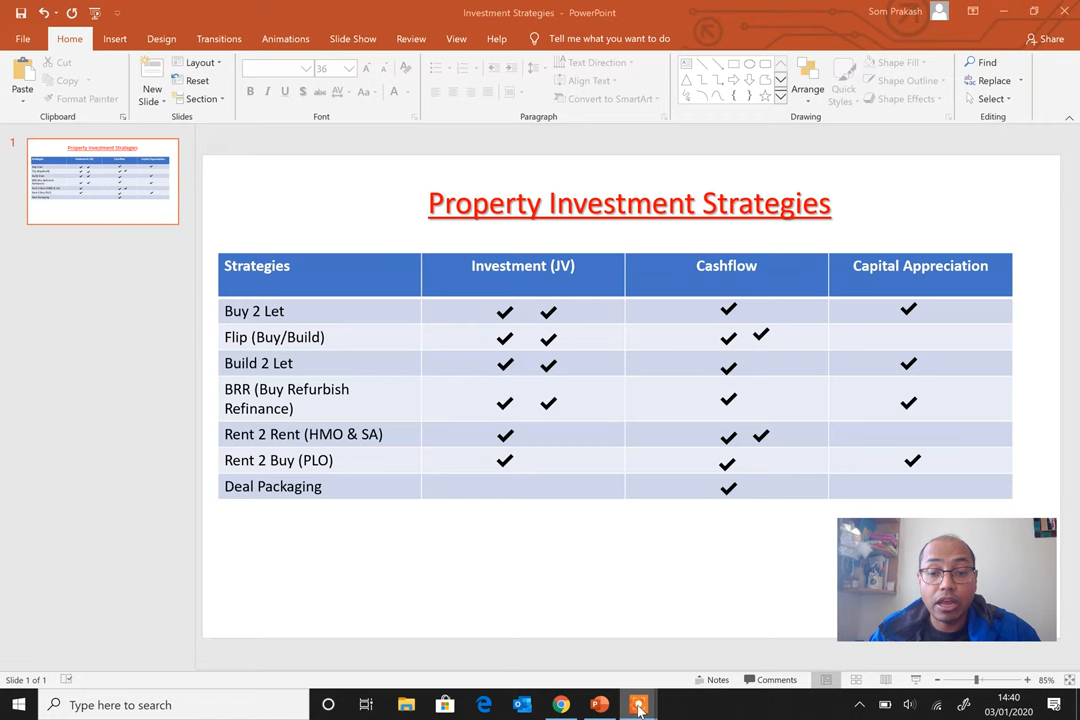 Investment Strategies - PowerPoint
Som Prakash
File Home Insert Design Transitions Animations Slide Show Review View Help Tell me what you want to do Share
Paste
Cut
Copy
Format Painter
Clipboard
New Slide
Layout
Reset
Section
Slides
36
B I U S abc AV Aa A
Font
Text Direction
Align Text
Convert to SmartArt
Paragraph
Arrange
Quick Styles
Shape Fill
Shape Outline
Shape Effects
Drawing
Find
Replace
Select
Editing
1
Property Investment Strategies
Strategies Investment (JV) Cashflow Capital Appreciation
Buy 2 Let
Flip (Buy/Build)
Build 2 Let
BRR (Buy Refurbish
Refinance)
Rent 2 Rent (HMO & SA)
Rent 2 Buy (PLO)
Deal Packaging
Slide 1 of 1
Notes
Comments
85%
Type here to search
14:40
03/01/2020